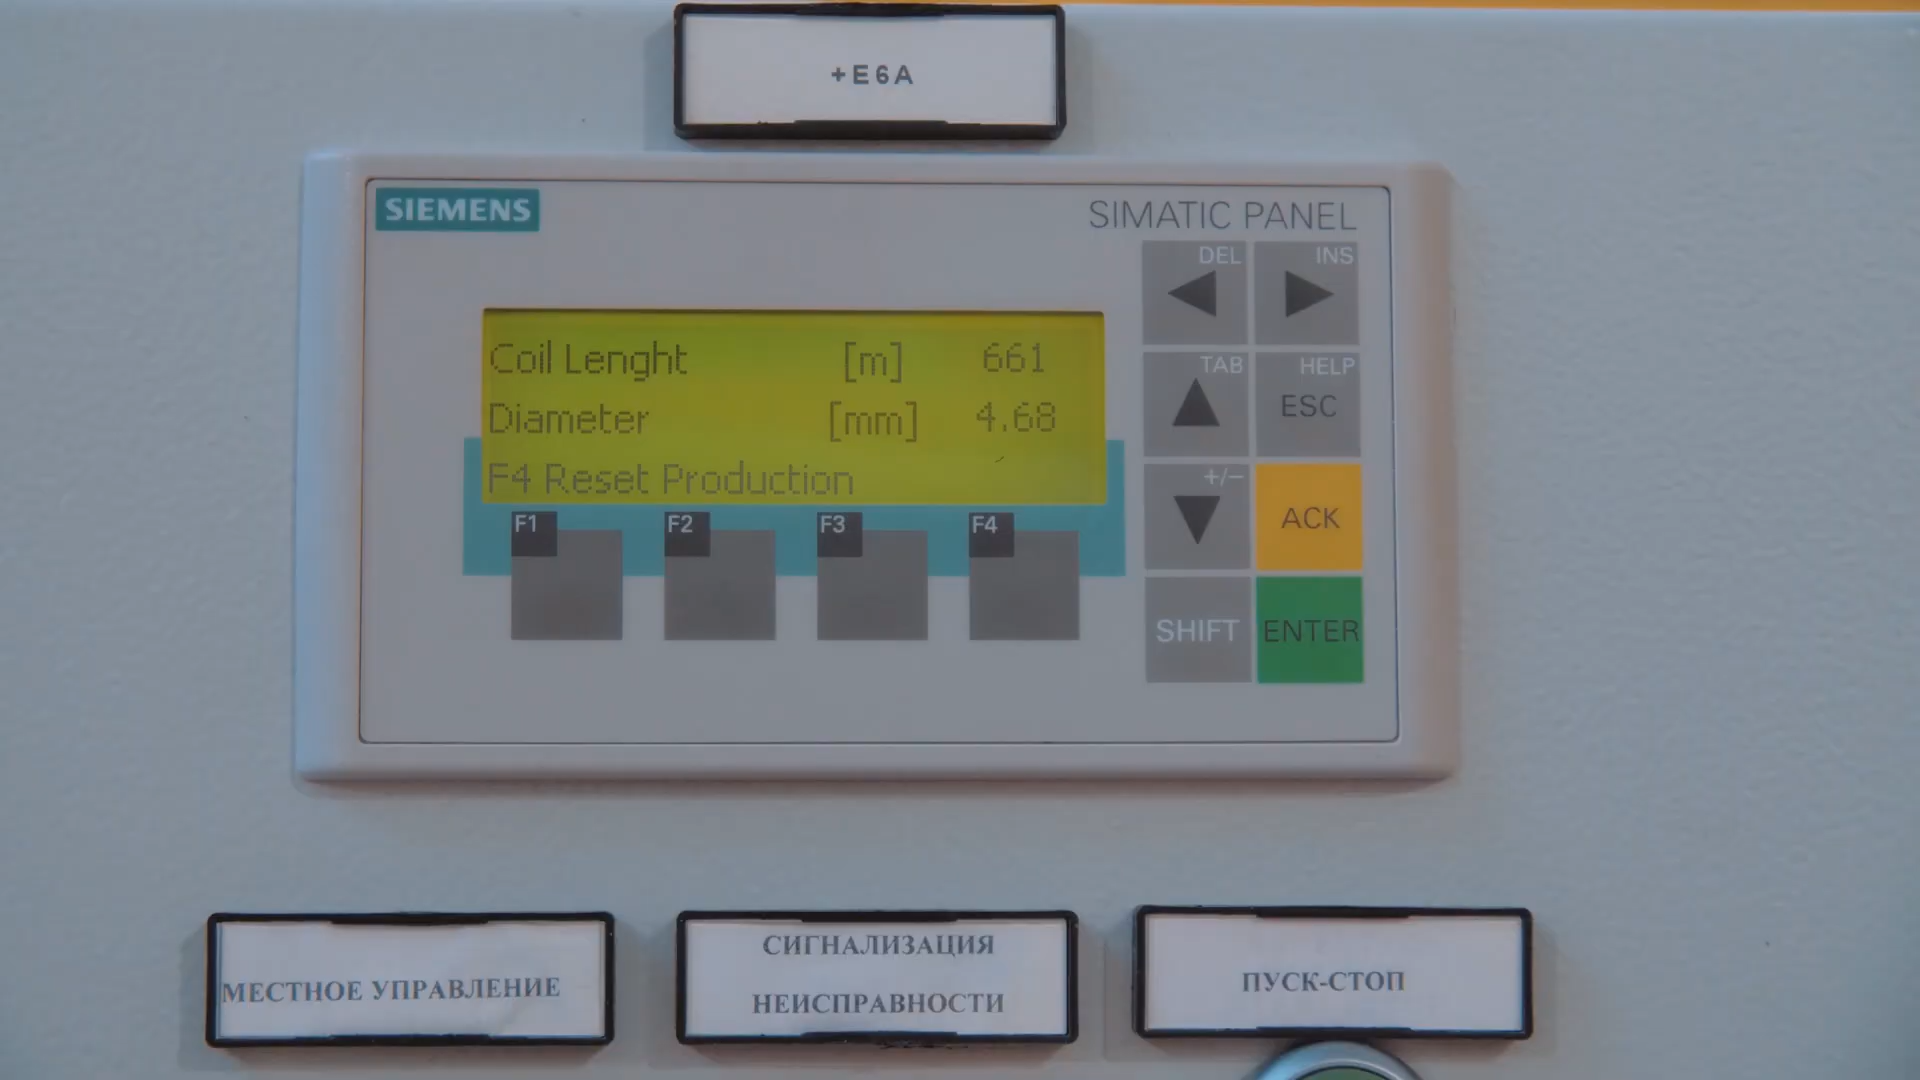 +E6A
SIEMENS
SIMATIC PANEL
DEL
INS
Coil Lenght [m] 661
TAB
HELP
ESC
Diameter [mm] 4.68
F4 Reset Production
+/−
ACK
F1 F2 F3 F4
SHIFT
ENTER
МЕСТНОЕ УПРАВЛЕНИЕ
СИГНАЛИЗАЦИЯ
НЕИСПРАВНОСТИ
ПУСК-СТОП